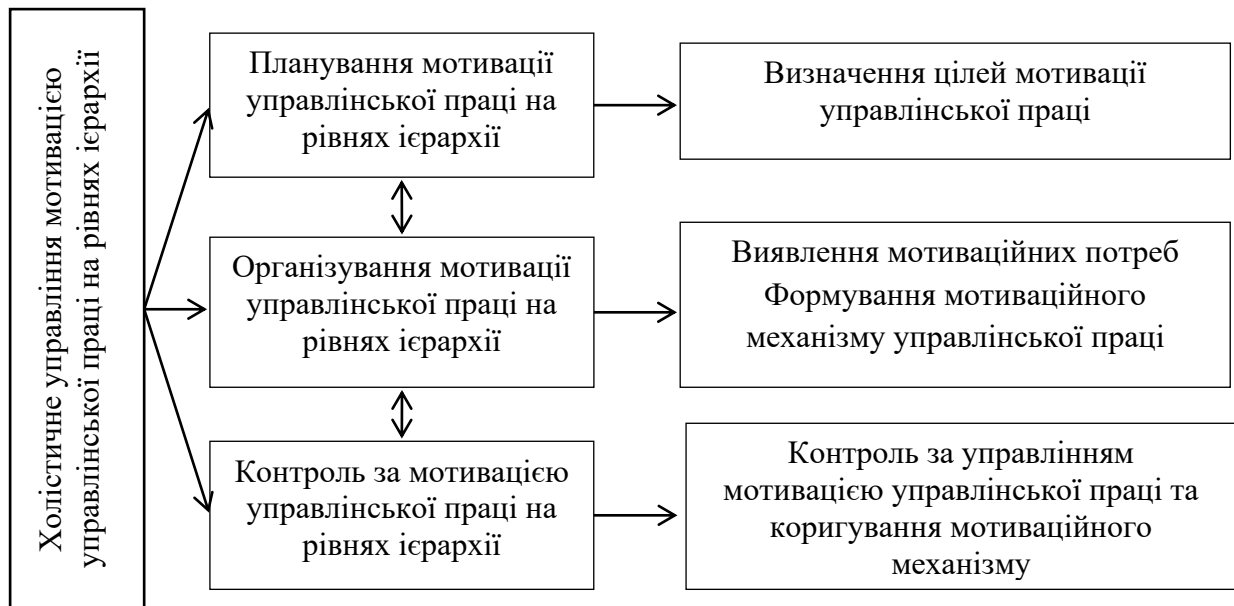 Холістичне управління мотивацією
управлінської праці на рівнях ієрархії
Планування мотивації
управлінської праці на
рівнях ієрархії
Визначення цілей мотивації
управлінської праці
Організування мотивації
управлінської праці на
рівнях ієрархії
Виявлення мотиваційних потреб
Формування мотиваційного
механізму управлінської праці
Контроль за мотивацією
управлінської праці на
рівнях ієрархії
Контроль за управлінням
мотивацією управлінської праці та
коригування мотиваційного
механізму